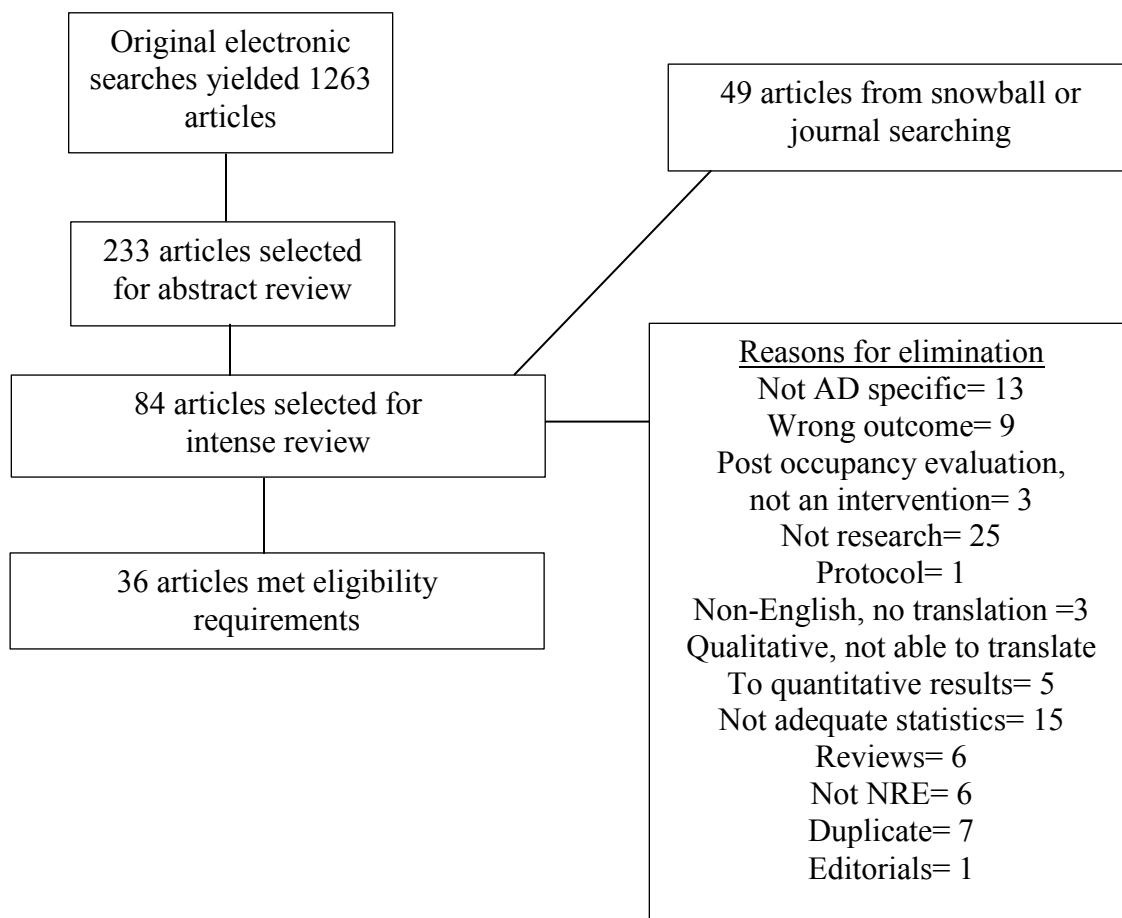 Original electronic
searches yielded 1263
articles
49 articles from snowball or
journal searching
233 articles selected
for abstract review
84 articles selected for
intense review
36 articles met eligibility
requirements
Reasons for elimination
Not AD specific= 13
Wrong outcome= 9
Post occupancy evaluation,
not an intervention= 3
Not research= 25
Protocol= 1
Non-English, no translation =3
Qualitative, not able to translate
To quantitative results= 5
Not adequate statistics= 15
Reviews= 6
Not NRE= 6
Duplicate= 7
Editorials= 1